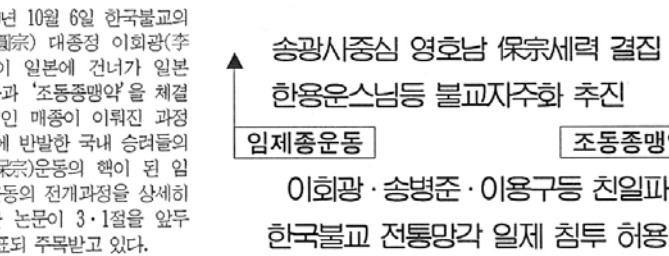 년 10월 6일 한국불교의
宗) 대종정 이회광(李
이 일본에 건너가 일본
과 '조동종맹약'을 체결
인 매종이 이뤄진 과정
에 반발한 국내 승려들의
宗)운동의 핵이 된 임
운동의 전개과정을 상세히
논문이 3·1절을 앞두
표되 주목받고 있다.
송광사중심 영호남 保宗세력 결집
한용운스님등 불교자주화 추진
임제종운동
조동종맹
이회광·송병준·이용구등 친일파
한국불교 전통망각 일제 침투 허용